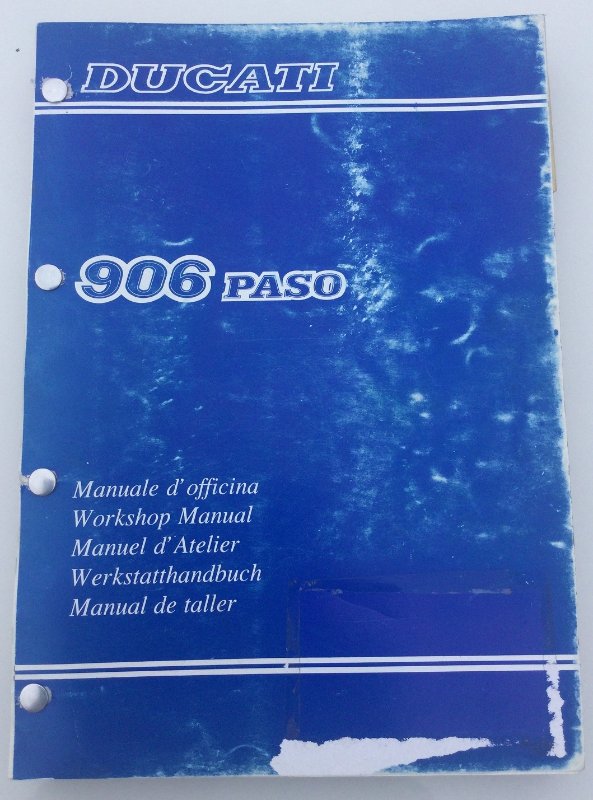 DUCATI
906 PASO
Manuale d'officina
Workshop Manual
Manuel d'Atelier
Werkstatthandbuch
Manual de taller